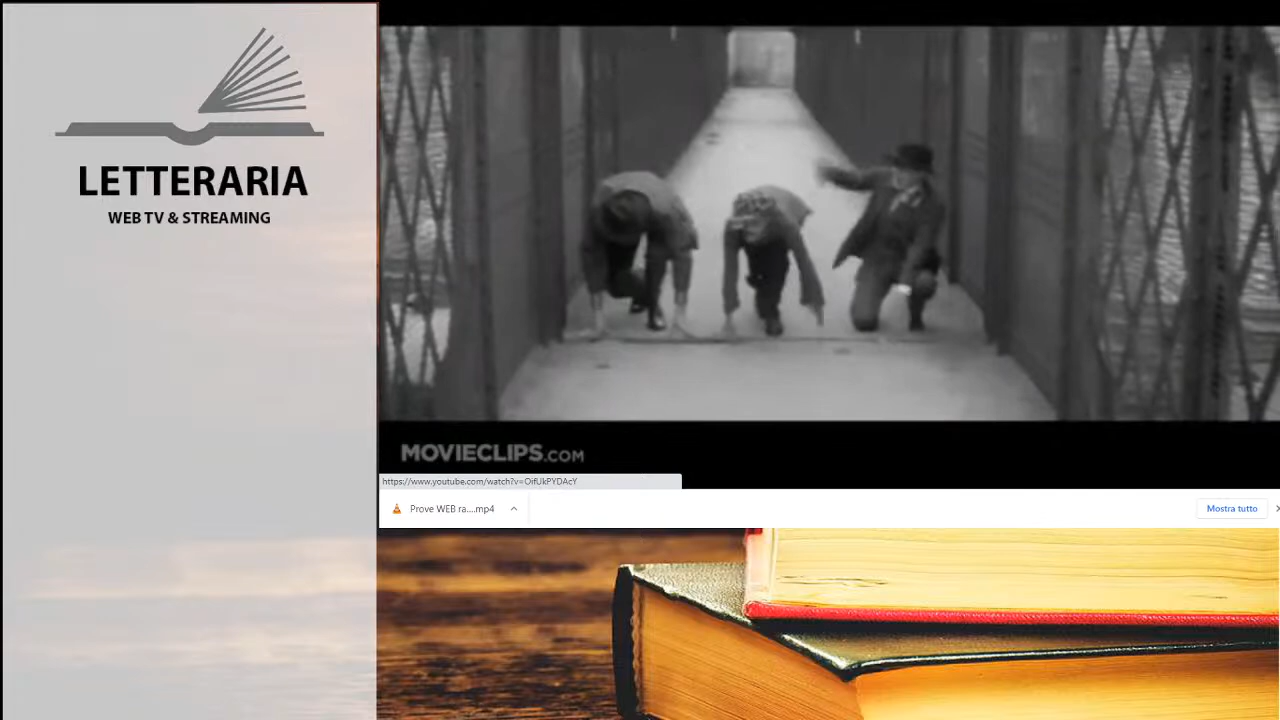 LETTERARIA
WEB TV & STREAMING
MOVIECLIPS.COM
https://www.youtube.com/watch?v=OifUkPYDAcY
Prove WEB ra....mp4
Mostra tutto